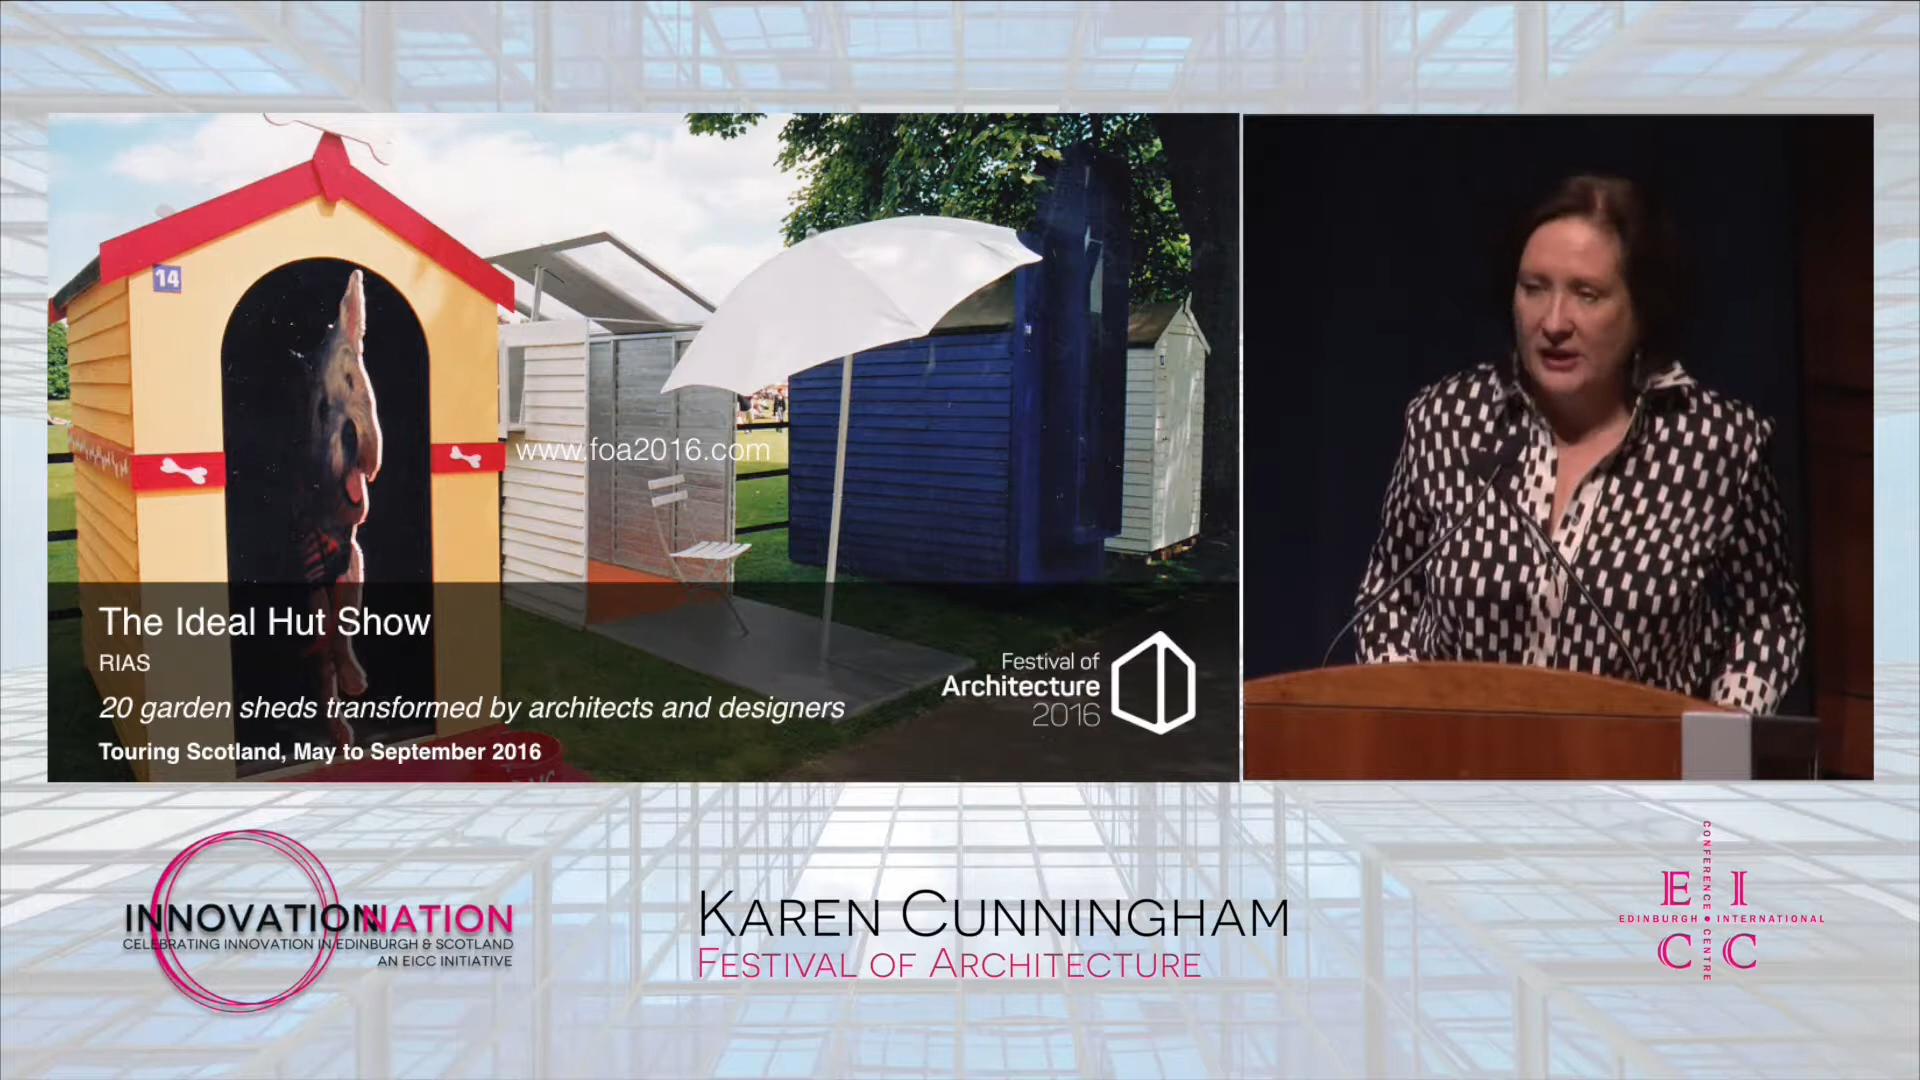 14
www.foa2016.com
The Ideal Hut Show
RIAS
20 garden sheds transformed by architects and designers
Touring Scotland, May to September 2016
Festival of
Architecture
2016
INNOVATIONNATION
CELEBRATING INNOVATION IN EDINBURGH & SCOTLAND
AN EICC INITIATIVE
KAREN CUNNINGHAM
FESTIVAL OF ARCHITECTURE
CONFERENCE CENTRE
E I
EDINBURGH • INTERNATIONAL
C C